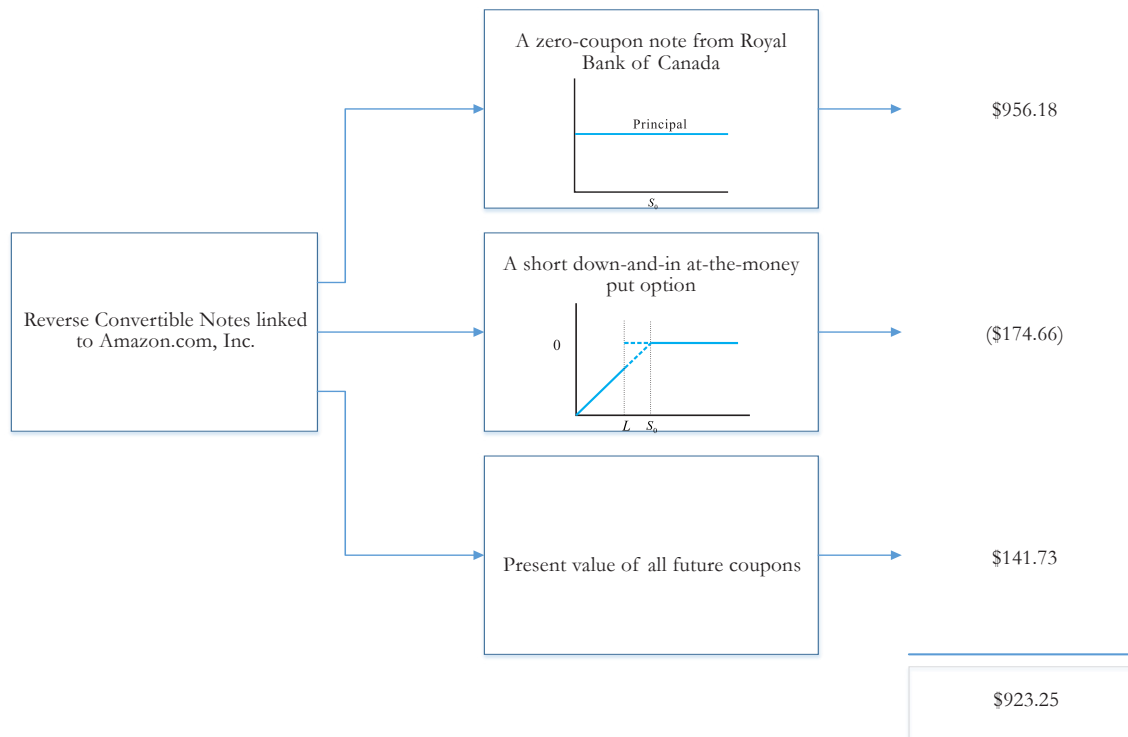 A zero-coupon note from Royal
Bank of Canada
Principal
S₀
$956.18
Reverse Convertible Notes linked
to Amazon.com, Inc.
A short down-and-in at-the-money
put option
0
L S₀
($174.66)
Present value of all future coupons
$141.73
$923.25